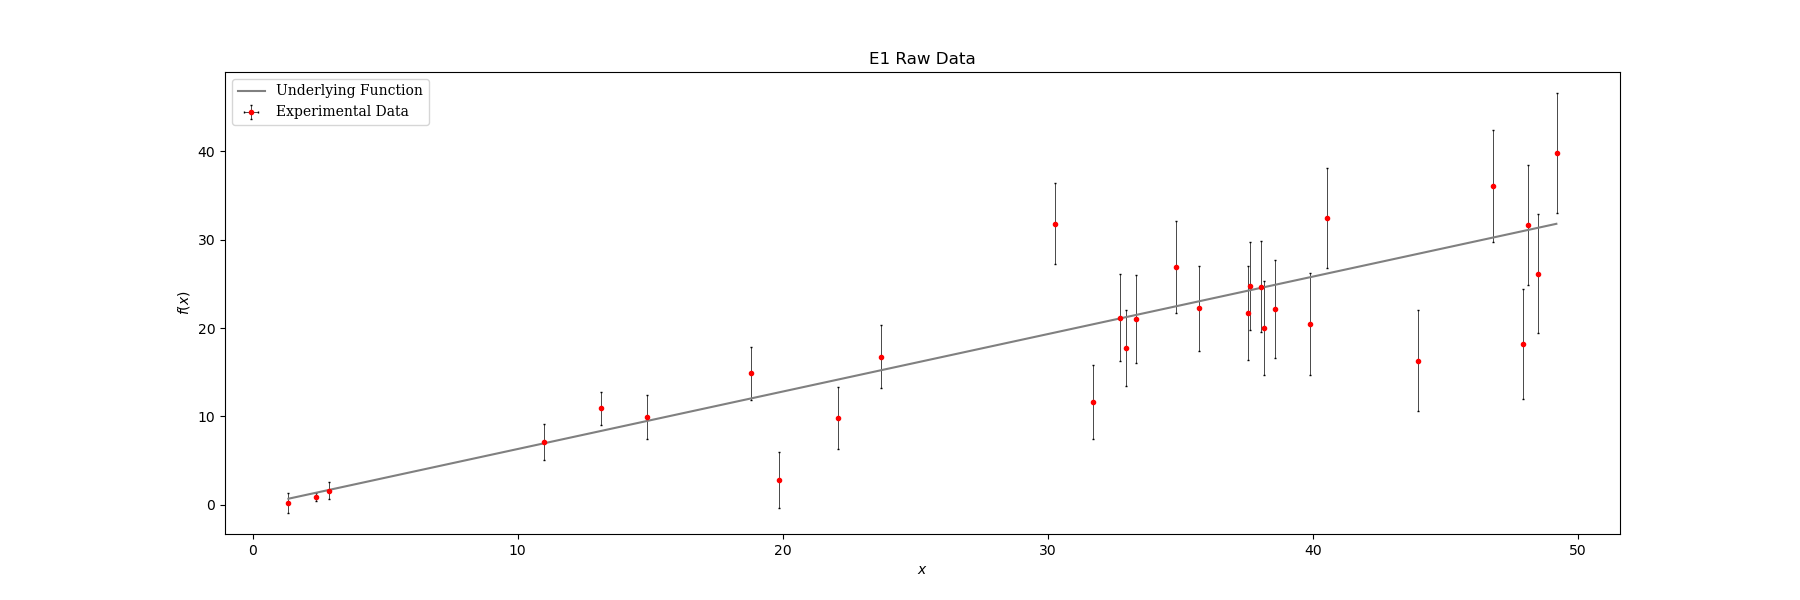 E1 Raw Data
Underlying Function
Experimental Data
f(x)
40
30
20
10
0
0 10 20 30 40 50
x